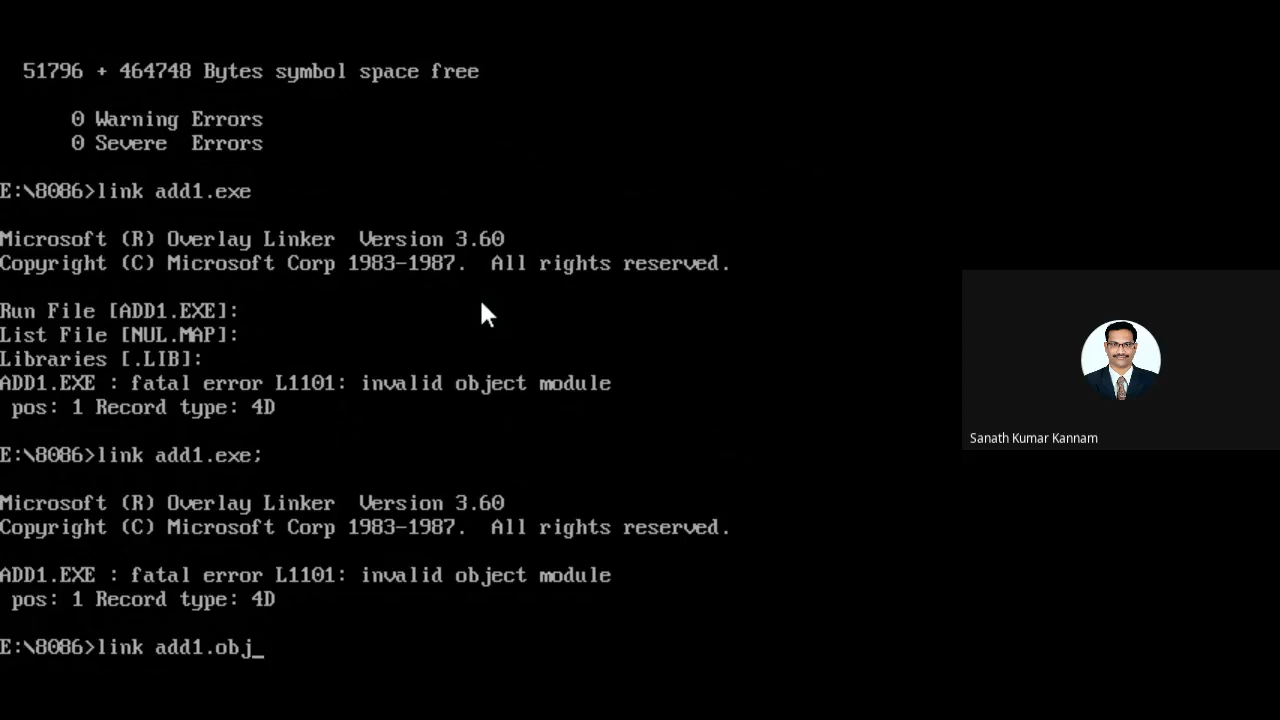 51796 + 464748 Bytes symbol space free
0 Warning Errors
0 Severe  Errors
E:\8086>link add1.exe
Microsoft (R) Overlay Linker  Version 3.60
Copyright (C) Microsoft Corp 1983-1987.  All rights reserved.
Run File [ADD1.EXE]:
List File [NUL.MAP]:
Libraries [.LIB]:
ADD1.EXE : fatal error L1101: invalid object module
pos: 1 Record type: 4D
E:\8086>link add1.exe;
Microsoft (R) Overlay Linker  Version 3.60
Copyright (C) Microsoft Corp 1983-1987.  All rights reserved.
ADD1.EXE : fatal error L1101: invalid object module
pos: 1 Record type: 4D
E:\8086>link add1.obj_
Sanath Kumar Kannam